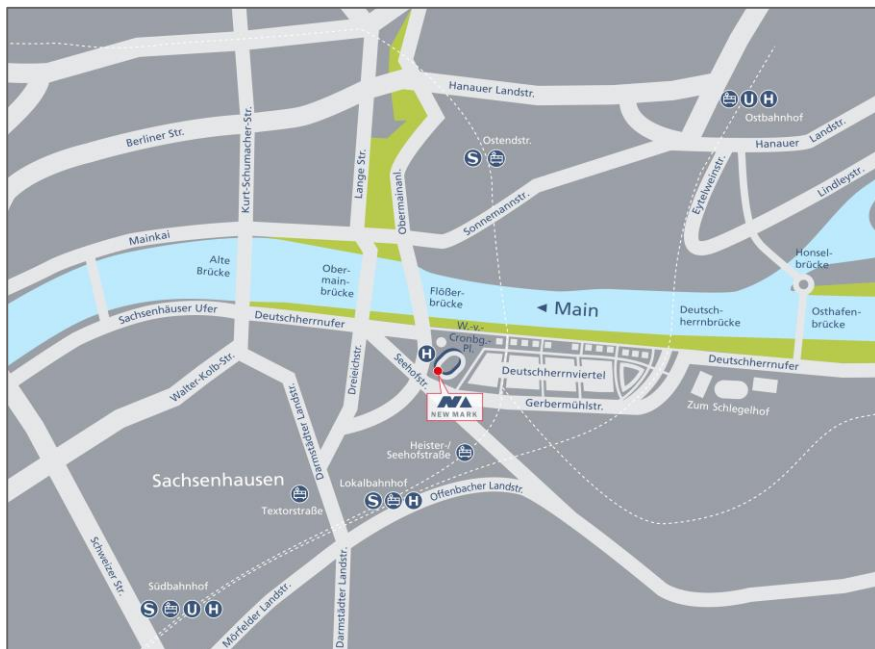 Hanauer Landstr.
Ostbahnhof
U H
Berliner Str.
Kurt-Schumacher-Str.
Lange Str.
Obermainanl.
Ostendstr.
S
Hanauer
Landstr.
Eytelweinstr.
Lindleystr.
Sonnemannstr.
Mainkai
Alte
Brücke
Ober-
main-
brücke
Flößer-
brücke
Main
Deutsch-
herrnbrücke
Honsel-
brücke
Osthafen-
brücke
Sachsenhäuser Ufer
Deutschherrnufer
W.-v.-
Cronbg.-
Pl.
H
Deutschherrnufer
Walter-Kolb-Str.
Dreieichstr.
Seehofstr.
Deutschherrnviertel
Gerbermühlstr.
Zum Schlegelhof
NEW MARK
Darmstädter Landstr.
Heister-/
Seehofstraße
Sachsenhausen
Textorstraße
Lokalbahnhof
S H
Offenbacher Landstr.
Schweizer Str.
Südbahnhof
S U H
Mörfelder Landstr.
Darmstädter Landstr.